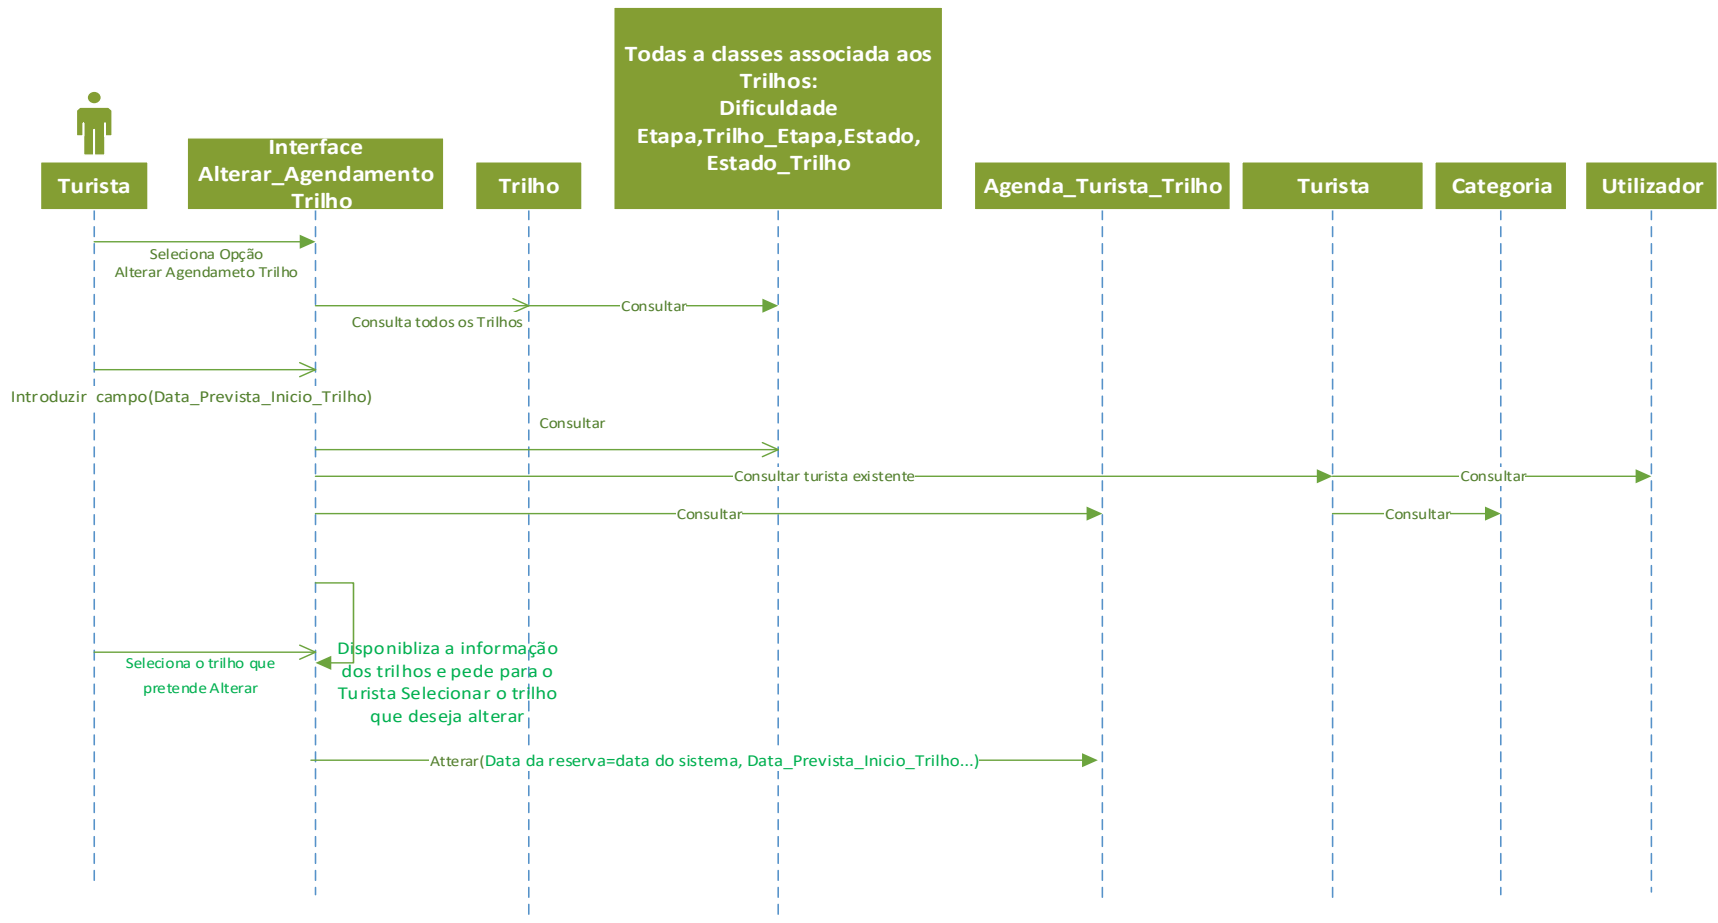 Todas a classes associada aos
Trilhos:
Dificuldade
Etapa,Trilho_Etapa,Estado,
Estado_Trilho
Turista
Interface
Alterar_Agendamento
Trilho
Trilho
Agenda_Turista_Trilho
Turista
Categoria
Utilizador
Seleciona Opção
Alterar Agendameto Trilho
Consultar
Consulta todos os Trilhos
Introduzir campo(Data_Prevista_Inicio_Trilho)
Consultar
Consultar turista existente
Consultar
Consultar
Consultar
Disponibliza a informação
dos trilhos e pede para o
Turista Selecionar o trilho
que deseja alterar
Seleciona o trilho que
pretende Alterar
Atterar(Data da reserva=data do sistema, Data_Prevista_Inicio_Trilho...)